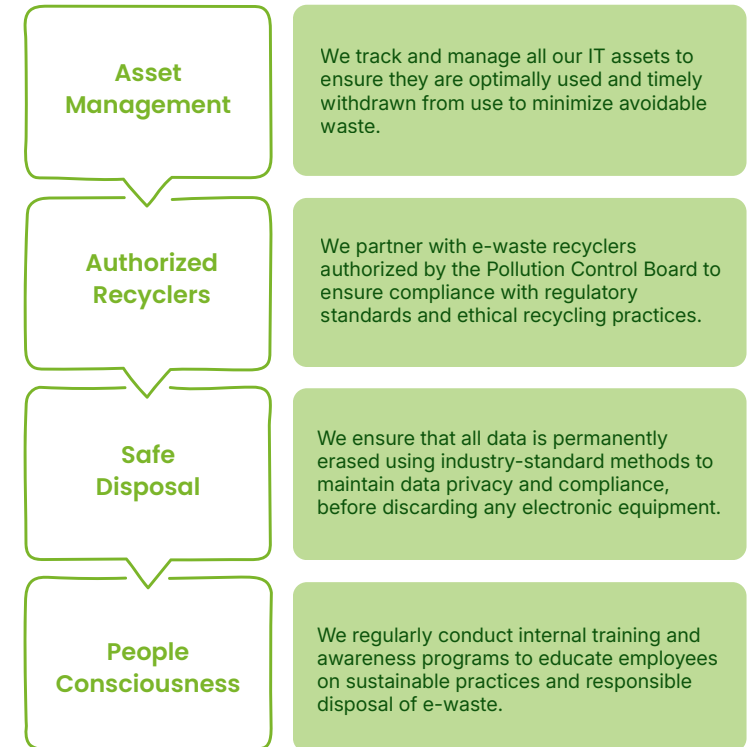 Asset
Management
We track and manage all our IT assets to
ensure they are optimally used and timely
withdrawn from use to minimize avoidable
waste.
Authorized
Recyclers
We partner with e-waste recyclers
authorized by the Pollution Control Board to
ensure compliance with regulatory
standards and ethical recycling practices.
Safe
Disposal
We ensure that all data is permanently
erased using industry-standard methods to
maintain data privacy and compliance,
before discarding any electronic equipment.
People
Consciousness
We regularly conduct internal training and
awareness programs to educate employees
on sustainable practices and responsible
disposal of e-waste.